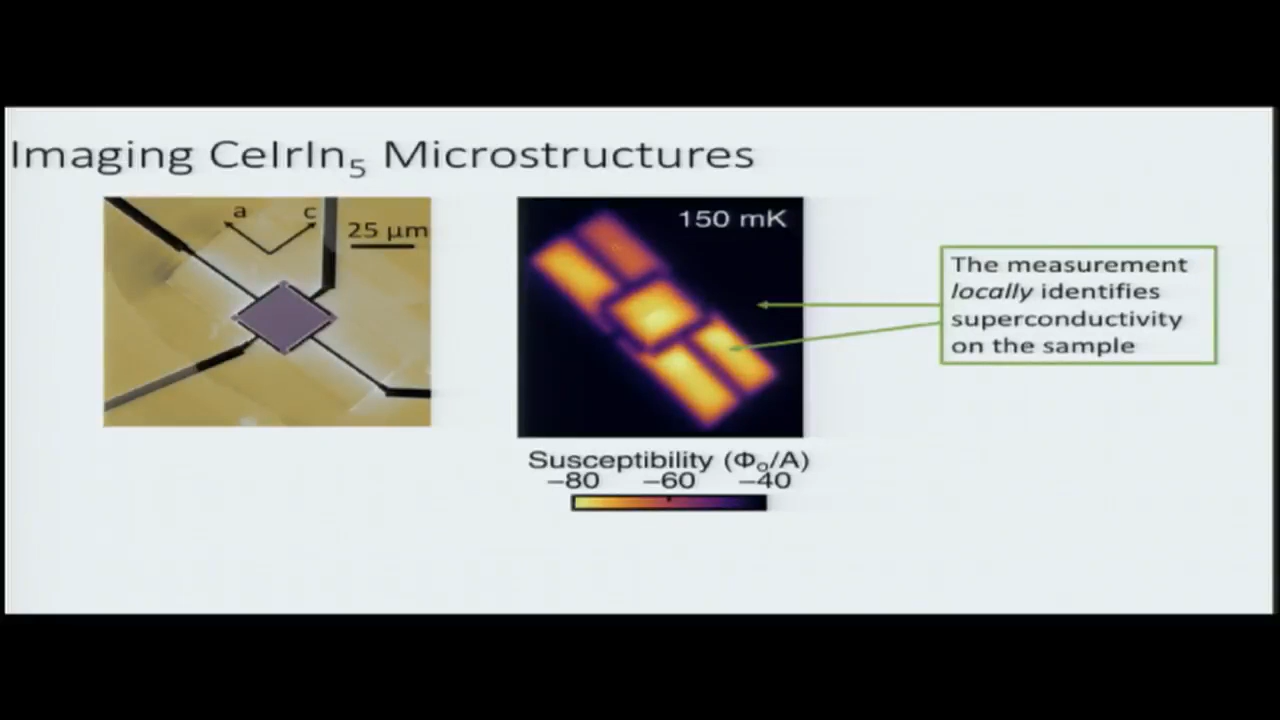 Imaging CeIrIn₅ Microstructures
a
c
25 μm
150 mK
The measurement
locally identifies
superconductivity
on the sample
Susceptibility (Φ₀/A)
−80 −60 −40